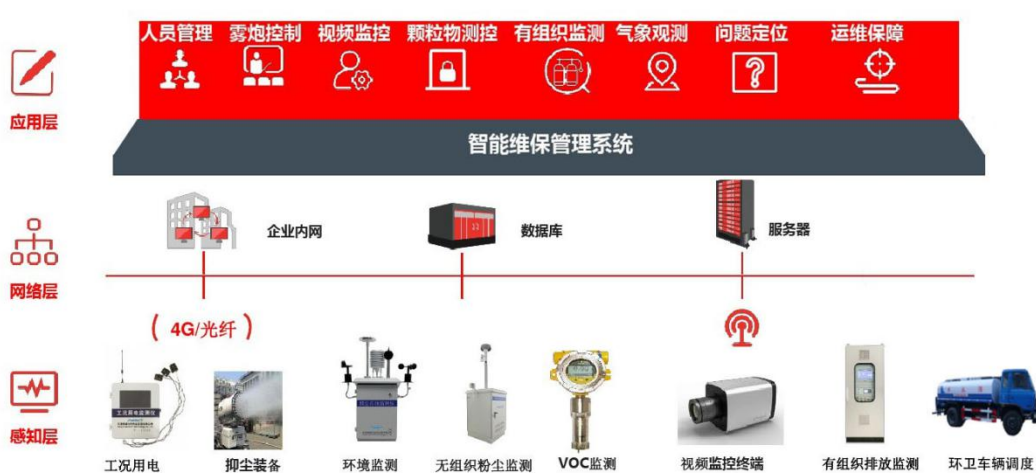 人员管理 雾炮控制 视频监控 颗粒物测控 有组织监测 气象观测 问题定位 运维保障
应用层
智能维保管理系统
企业内网 数据库 服务器
网络层
(4G/光纤)
感知层
工况用电 抑尘装备 环境监测 无组织粉尘监测 VOC监测 视频监控终端 有组织排放监测 环卫车辆调度